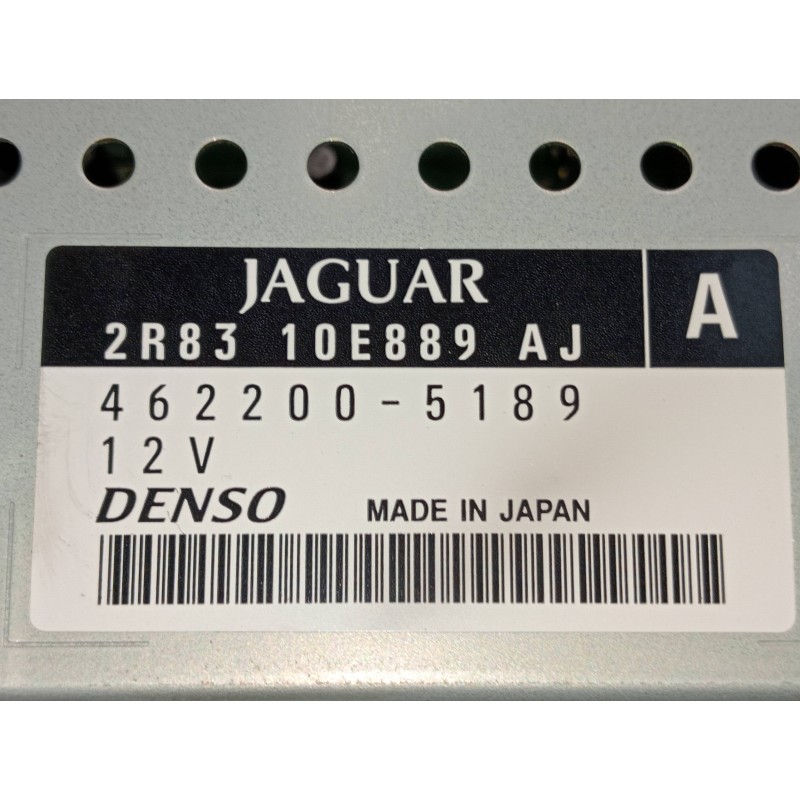 JAGUAR
A
2R83 10E889 AJ
462200-5189
12V
DENSO MADE IN JAPAN